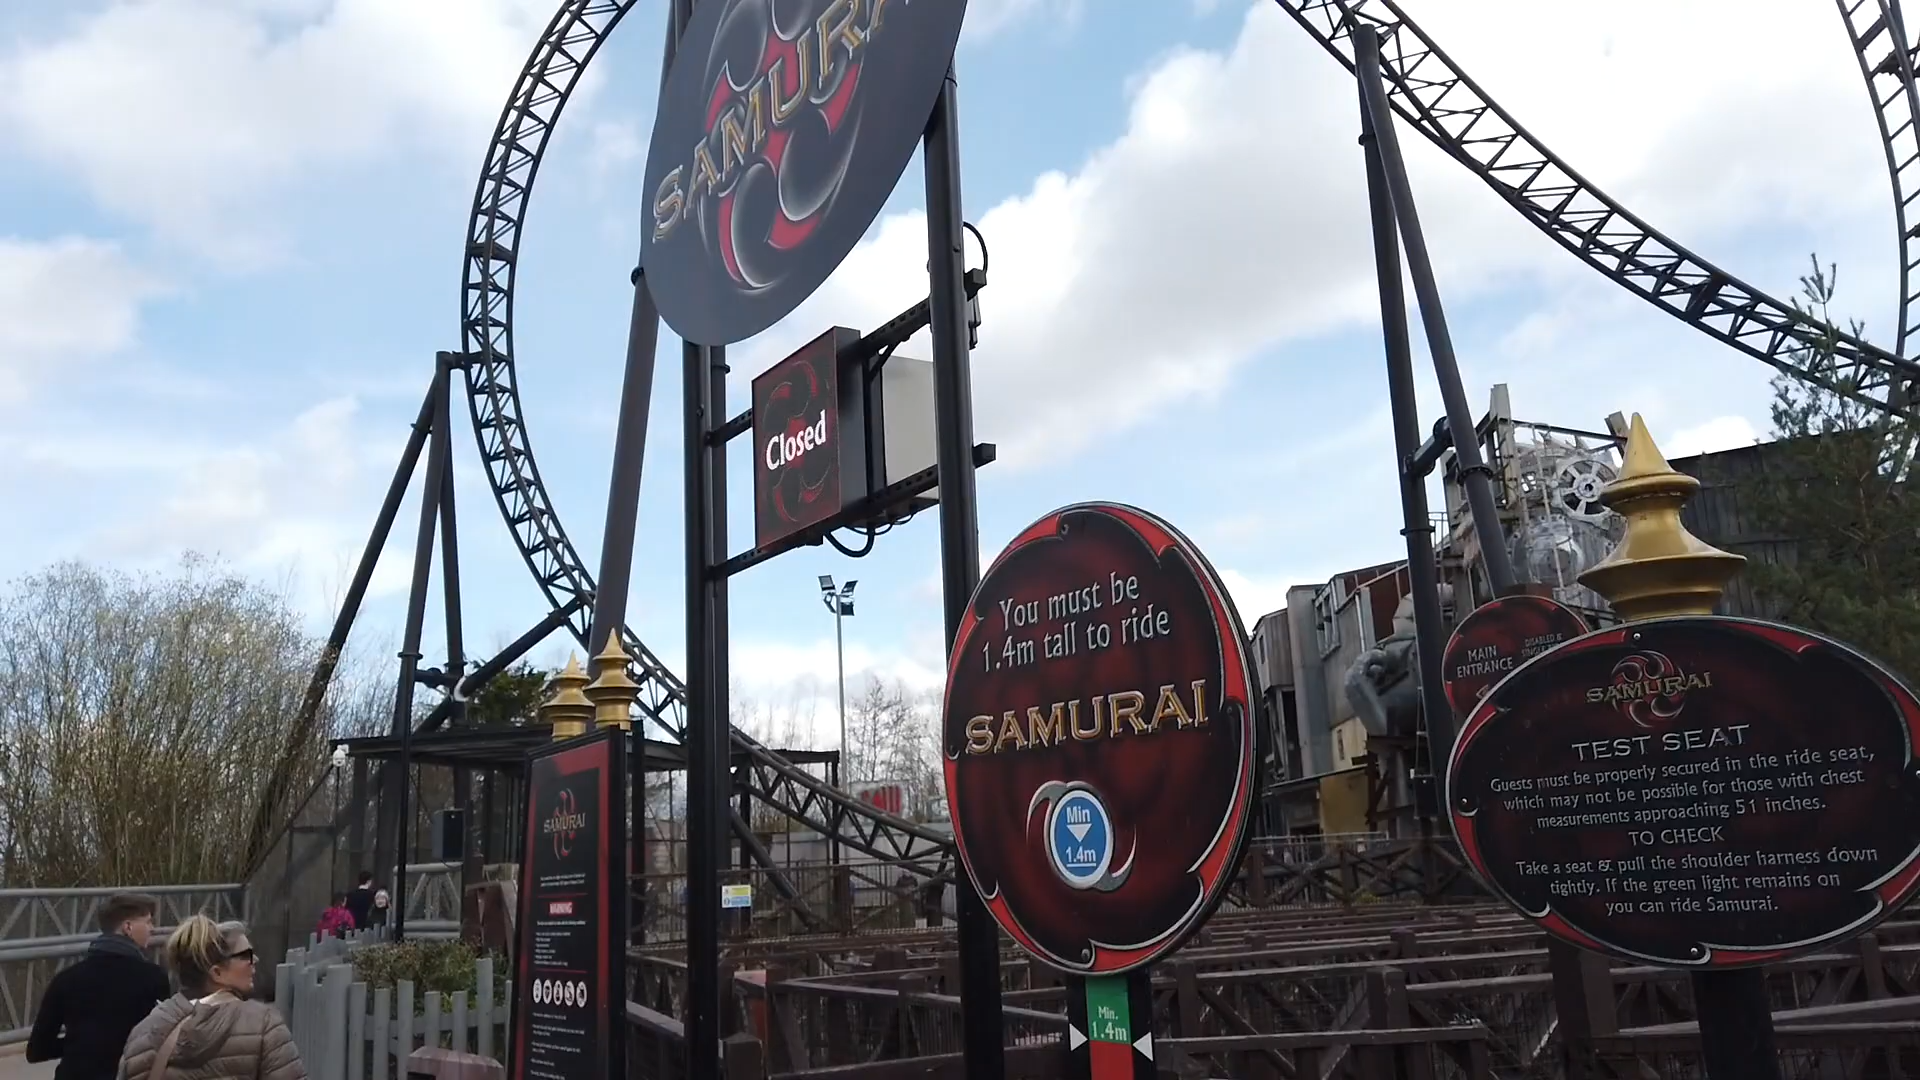 SAMURAI
Closed
You must be
1.4m tall to ride
SAMURAI
Min
1.4m
Min.
1.4m
MAIN
ENTRANCE
DISABLED &
SAMURAI
TEST SEAT
Guests must be properly secured in the ride seat,
which may not be possible for those with chest
measurements approaching 51 inches.
TO CHECK
Take a seat & pull the shoulder harness down
tightly. If the green light remains on
you can ride Samurai.
SAMURAI
WARNING